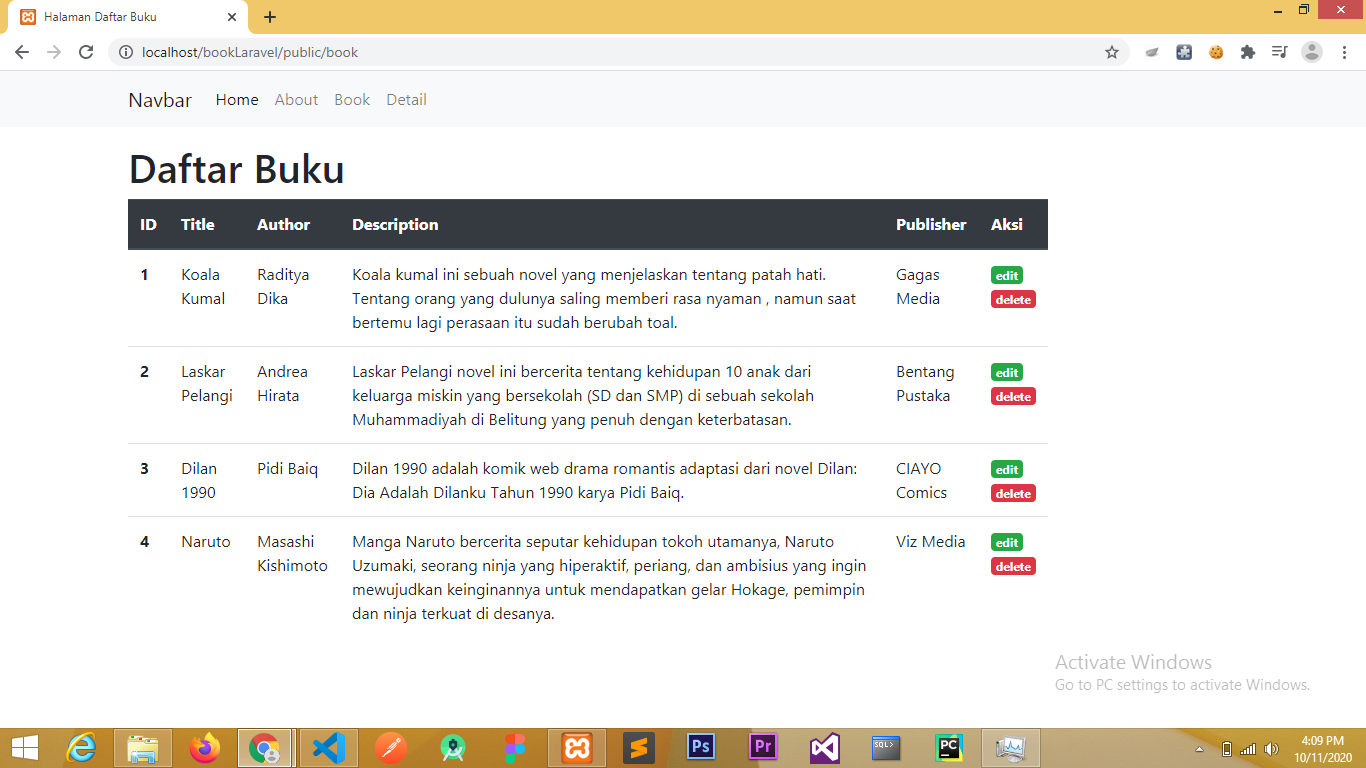 Halaman Daftar Buku
localhost/bookLaravel/public/book
Navbar Home About Book Detail
Daftar Buku
ID Title Author Description Publisher Aksi
1 Koala Raditya Koala kumal ini sebuah novel yang menjelaskan tentang patah hati. Gagas edit
Kumal Dika Tentang orang yang dulunya saling memberi rasa nyaman , namun saat Media delete
bertemu lagi perasaan itu sudah berubah toal.
2 Laskar Andrea Laskar Pelangi novel ini bercerita tentang kehidupan 10 anak dari Bentang edit
Pelangi Hirata keluarga miskin yang bersekolah (SD dan SMP) di sebuah sekolah Pustaka delete
Muhammadiyah di Belitung yang penuh dengan keterbatasan.
3 Dilan Pidi Baiq Dilan 1990 adalah komik web drama romantis adaptasi dari novel Dilan: CIAYO edit
1990 Dia Adalah Dilanku Tahun 1990 karya Pidi Baiq. Comics delete
4 Naruto Masashi Manga Naruto bercerita seputar kehidupan tokoh utamanya, Naruto Viz Media edit
Kishimoto Uzumaki, seorang ninja yang hiperaktif, periang, dan ambisius yang ingin delete
mewujudkan keinginannya untuk mendapatkan gelar Hokage, pemimpin
dan ninja terkuat di desanya.
Activate Windows
Go to PC settings to activate Windows.
Ps Pr SQL> PC 4:09 PM
10/11/2020